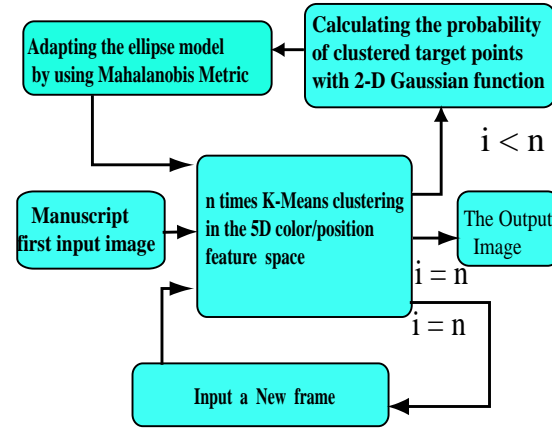 Adapting the ellipse model
by using Mahalanobis Metric
Calculating the probability
of clustered target points
with 2-D Gaussian function
i < n
n times K-Means clustering
in the 5D color/position
feature space
Manuscript
first input image
The Output
Image
i = n
i = n
Input a New frame